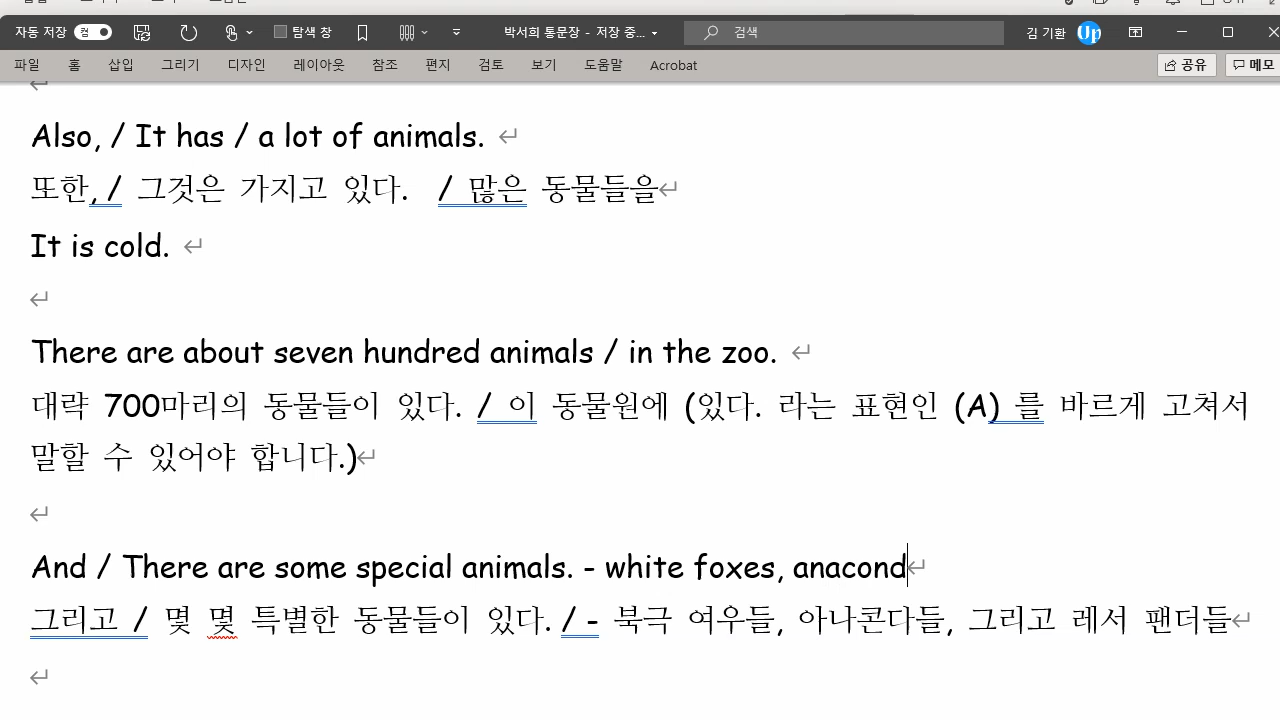 자동 저장 컴 탐색 창 박서희 통문장 - 저장 중... 검색 김 기환 Up
파일 홈 삽입 그리기 디자인 레이아웃 참조 편지 검토 보기 도움말 Acrobat 공유 메모
Also, / It has / a lot of animals.
또한, / 그것은 가지고 있다. / 많은 동물들을
It is cold.
There are about seven hundred animals / in the zoo.
대략 700마리의 동물들이 있다. / 이 동물원에 (있다. 라는 표현인 (A) 를 바르게 고쳐서
말할 수 있어야 합니다.)
And / There are some special animals. - white foxes, anacond
그리고 / 몇 몇 특별한 동물들이 있다. / - 북극 여우들, 아나콘다들, 그리고 레서 팬더들